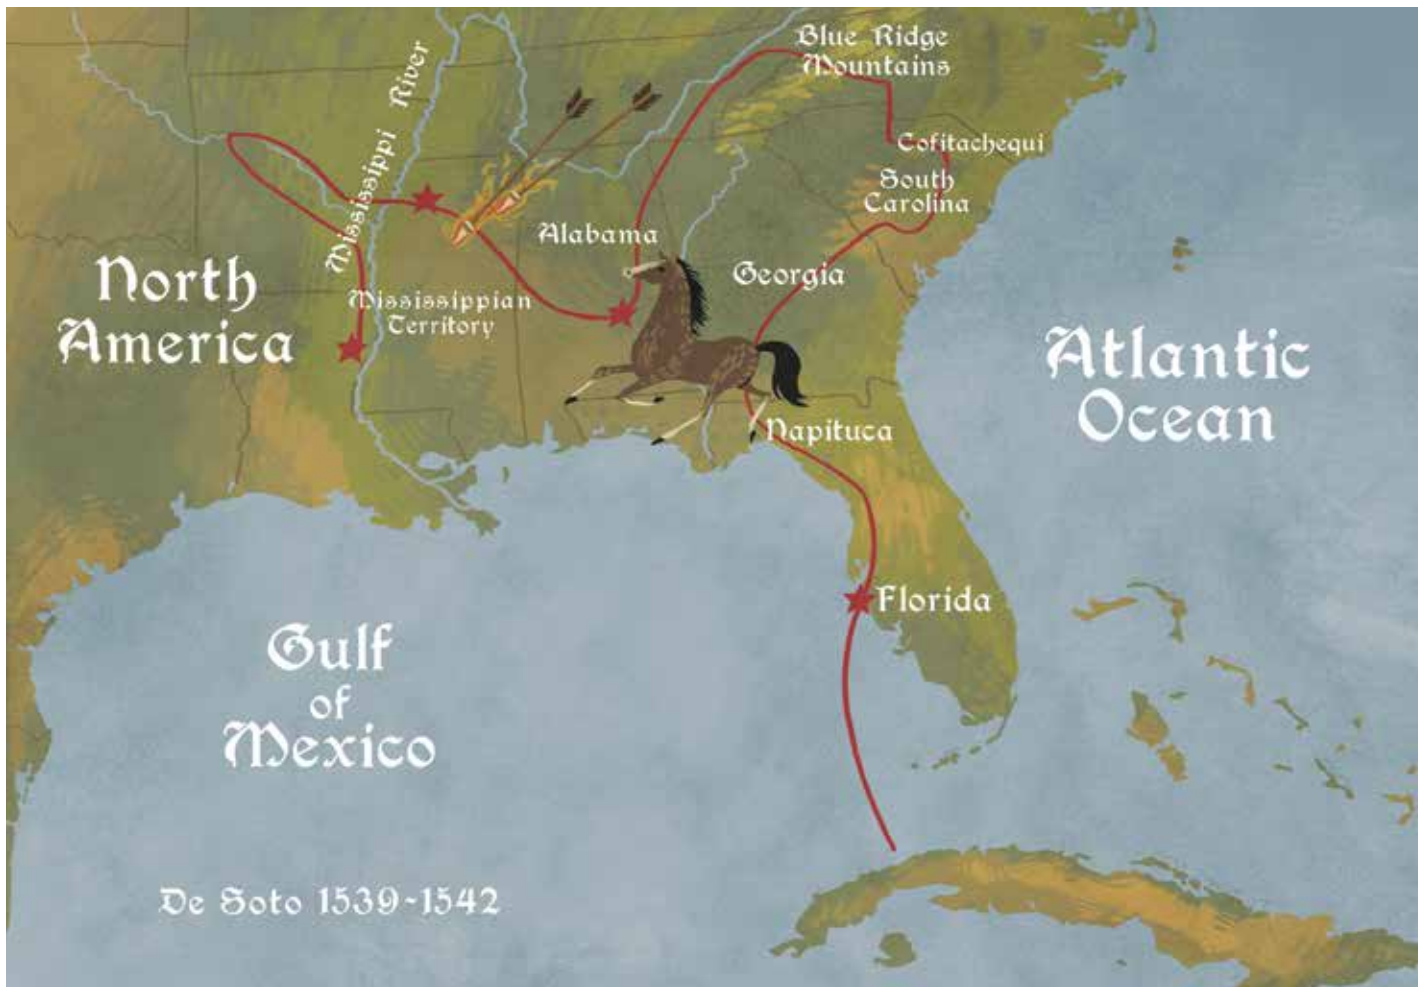 Blue Ridge
Mountains
Mississippi River
Cofitachequi
South
Carolina
Alabama
Georgia
North
America
Mississippian
Territory
Atlantic
Ocean
Napituca
Florida
Gulf
of
Mexico
De Soto 1539-1542